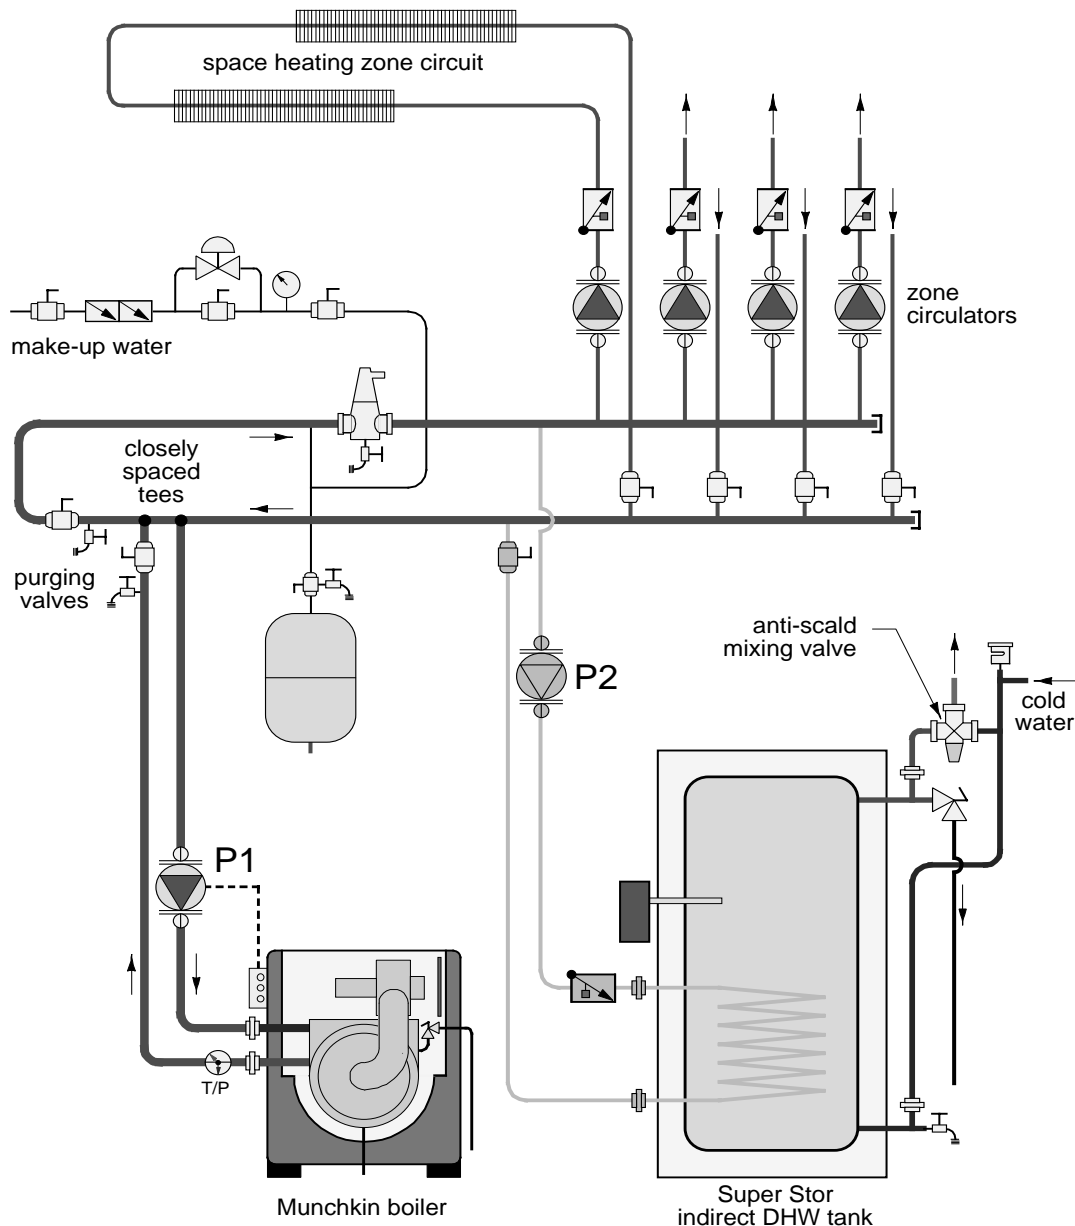 space heating zone circuit
zone
circulators
make-up water
closely
spaced
tees
purging
valves
anti-scald
mixing valve
P2
cold
water
P1
T/P
Munchkin boiler
Super Stor
indirect DHW tank